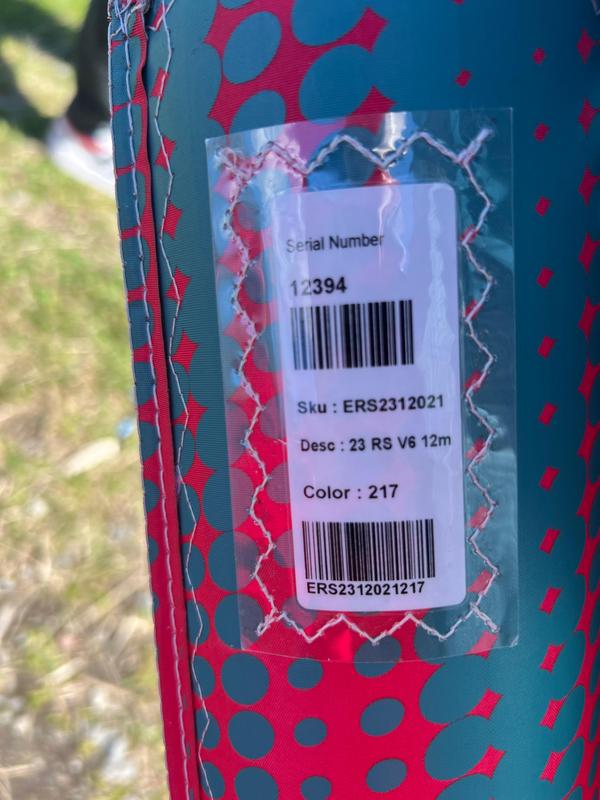 Serial Number
12394
Sku : ERS2312021
Desc : 23 RS V6 12m
Color : 217
ERS2312021217